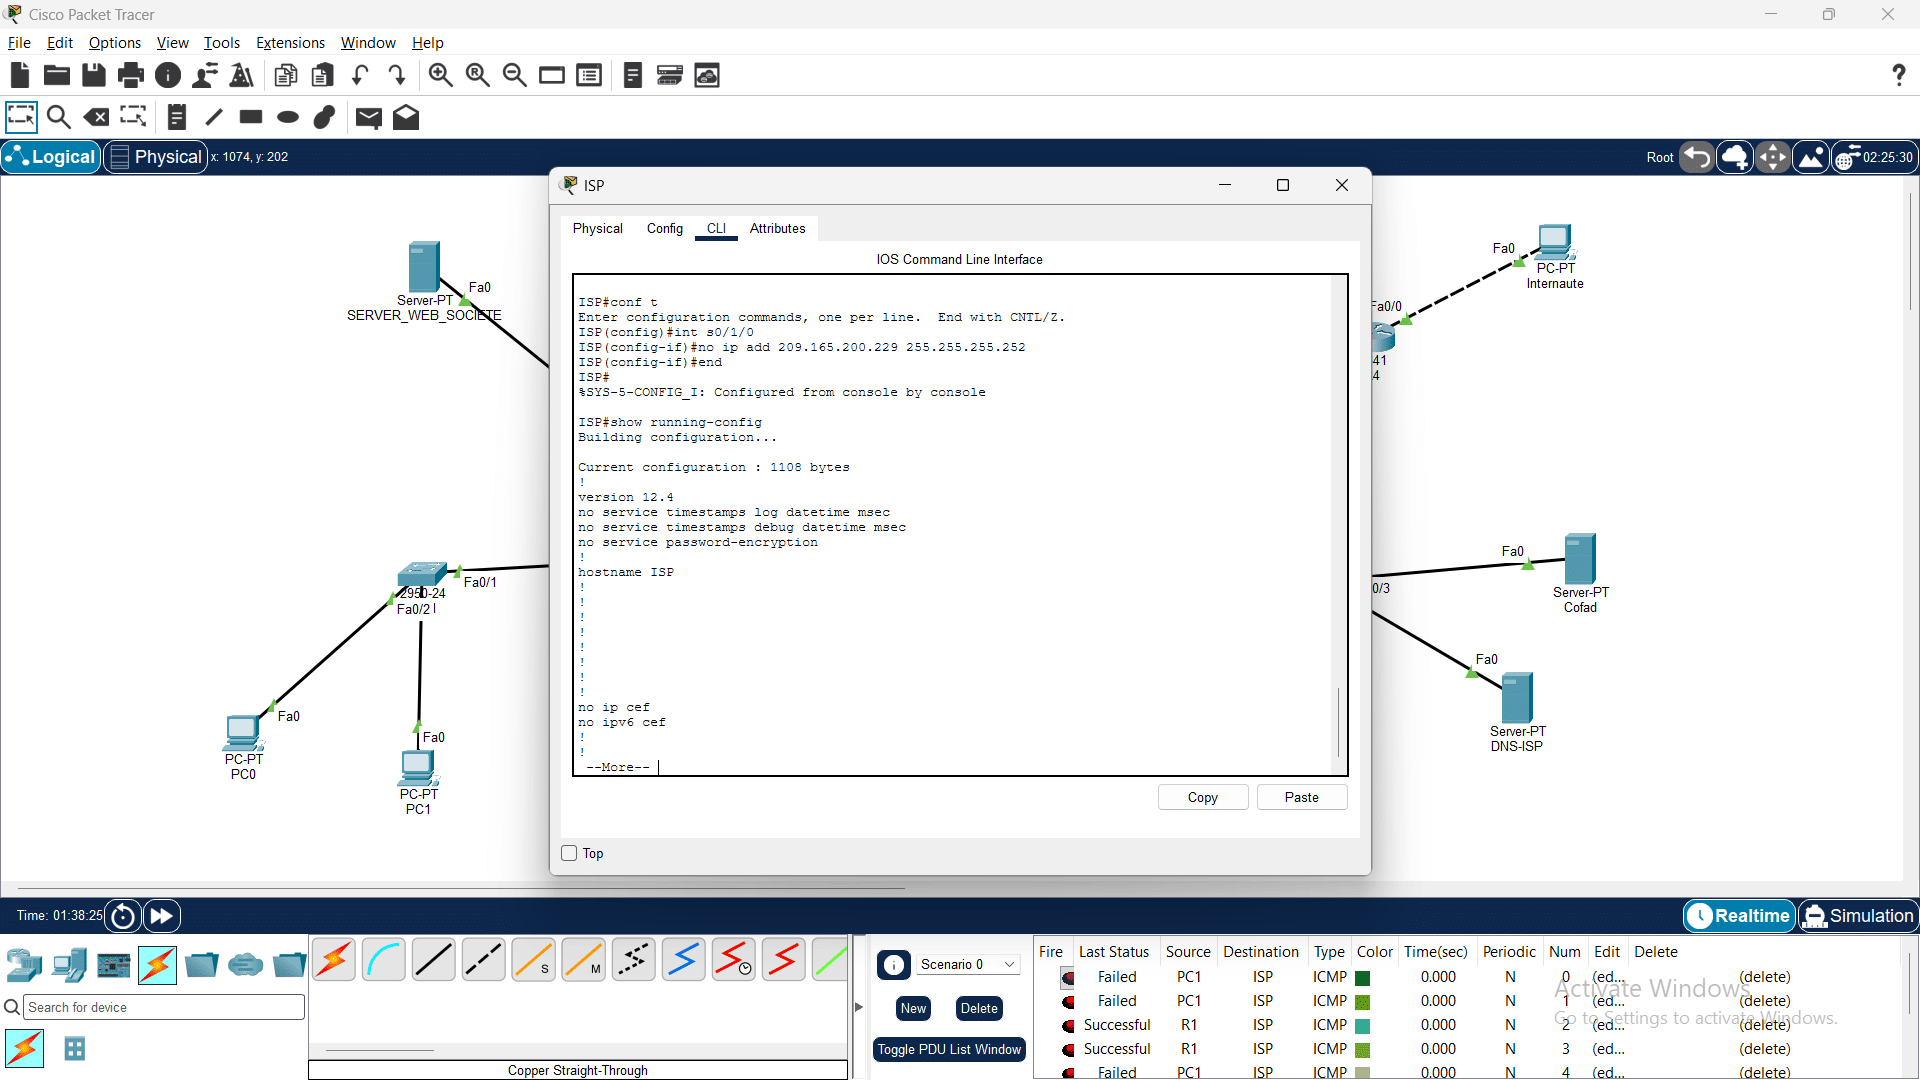 Cisco Packet Tracer
File Edit Options View Tools Extensions Window Help
Logical Physical x: 1074, y: 202 Root 02:25:30
ISP
Physical Config CLI Attributes
IOS Command Line Interface
ISP#conf t
Enter configuration commands, one per line. End with CNTL/Z.
ISP(config)#int s0/1/0
ISP(config-if)#no ip add 209.165.200.229 255.255.255.252
ISP(config-if)#end
ISP#
%SYS-5-CONFIG_I: Configured from console by console
ISP#show running-config
Building configuration...
Current configuration : 1108 bytes
!
version 12.4
no service timestamps log datetime msec
no service timestamps debug datetime msec
no service password-encryption
!
hostname ISP
!
!
!
!
!
!
!
!
no ip cef
no ipv6 cef
!
!
--More--
Copy Paste
Top
Fa0
Server-PT
SERVER_WEB_SOCIETE
Fa0/1
2950-24
Fa0/2
Fa0
PC-PT
PC0
Fa0
PC-PT
PC1
Fa0
PC-PT
Internaute
Fa0/0
41
4
Fa0
0/3
Server-PT
Cofad
Fa0
Server-PT
DNS-ISP
Time: 01:38:25 Realtime Simulation
Search for device
S M
Copper Straight-Through
Scenario 0
New Delete
Toggle PDU List Window
Fire Last Status Source Destination Type Color Time(sec) Periodic Num Edit Delete
Failed PC1 ISP ICMP 0.000 N 0 (ed... (delete)
Failed PC1 ISP ICMP 0.000 N 1 (ed... (delete)
Successful R1 ISP ICMP 0.000 N 2 (ed... (delete)
Successful R1 ISP ICMP 0.000 N 3 (ed... (delete)
Failed PC1 ISP ICMP 0.000 N 4 (ed... (delete)
Activate Windows
Go to Settings to activate Windows.